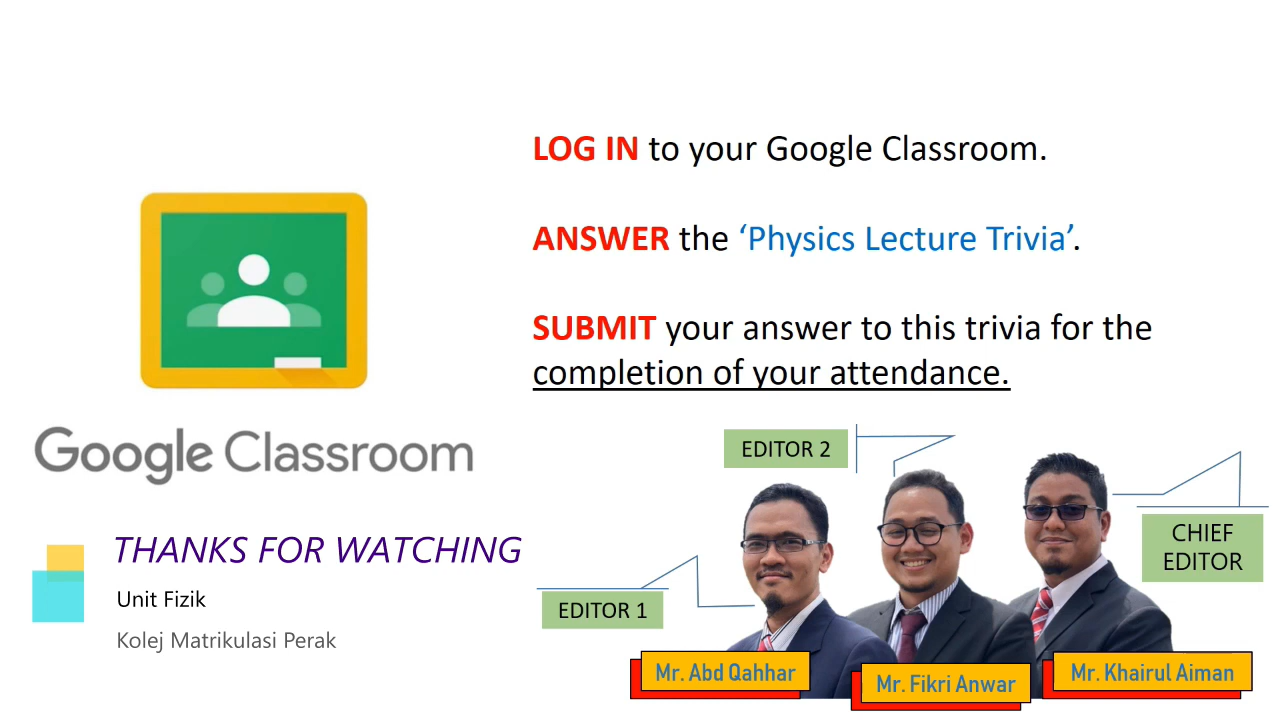 LOG IN to your Google Classroom.
ANSWER the ‘Physics Lecture Trivia’.
SUBMIT your answer to this trivia for the
completion of your attendance.
Google Classroom
THANKS FOR WATCHING
Unit Fizik
Kolej Matrikulasi Perak
EDITOR 2
CHIEF
EDITOR
EDITOR 1
Mr. Abd Qahhar
Mr. Fikri Anwar
Mr. Khairul Aiman